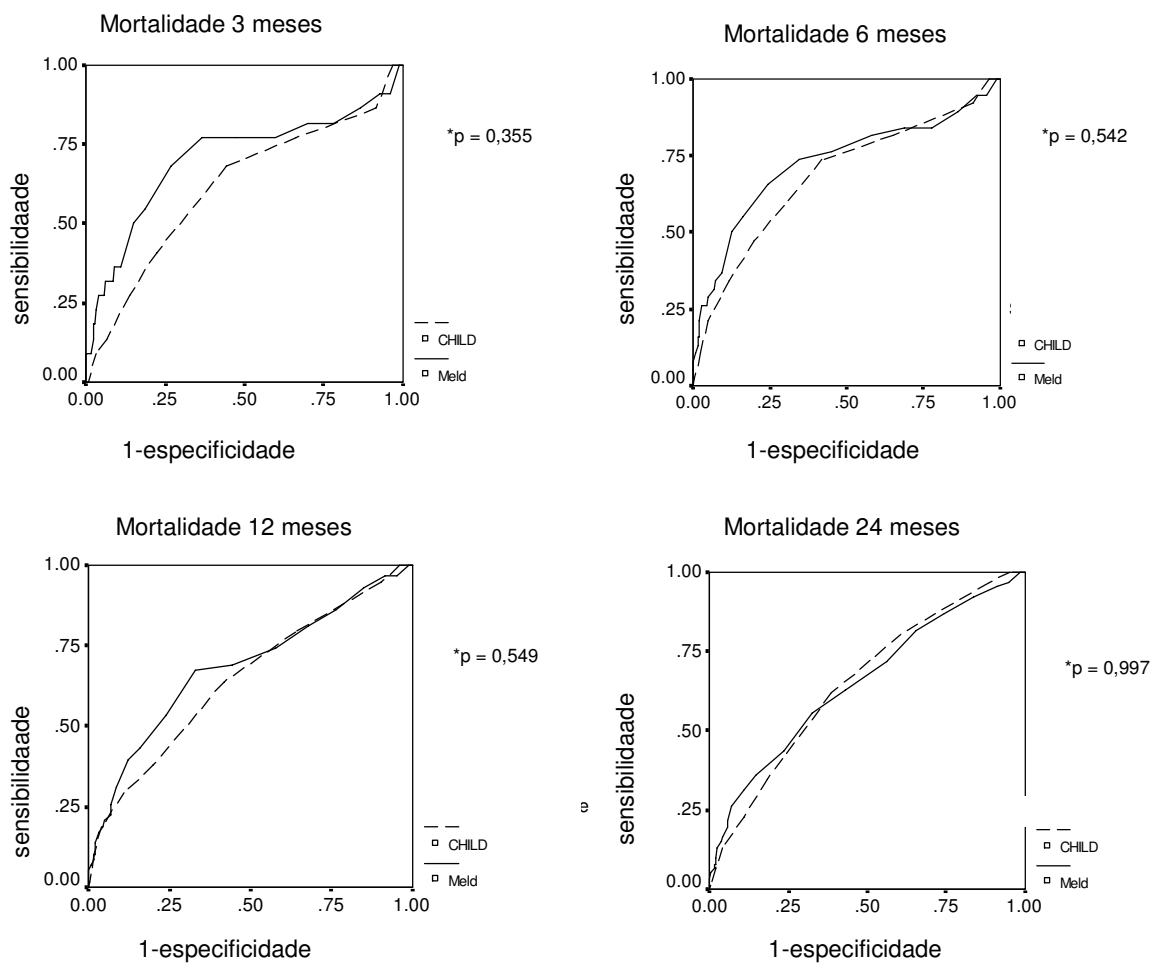 Mortalidade 3 meses
1.00
.75
.50
.25
0.00
0.00 .25 .50 .75 1.00
sensibilidaade
1-especificidade
*p = 0,355
CHILD
Meld
Mortalidade 6 meses
1.00
.75
.50
.25
0.00
0.00 .25 .50 .75 1.00
sensibilidaade
1-especificidade
*p = 0,542
CHILD
Meld
Mortalidade 12 meses
1.00
.75
.50
.25
0.00
0.00 .25 .50 .75 1.00
sensibilidaade
1-especificidade
*p = 0,549
CHILD
Meld
e
Mortalidade 24 meses
1.00
.75
.50
.25
0.00
0.00 .25 .50 .75 1.00
sensibilidaade
1-especificidade
*p = 0,997
CHILD
Meld